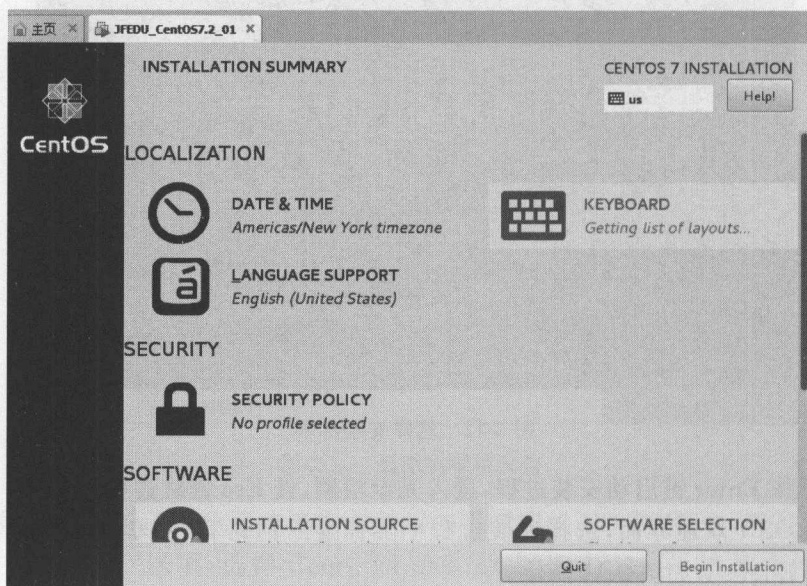 主页 × JFEDU_CentOS7.2_01 ×
INSTALLATION SUMMARY
CENTOS 7 INSTALLATION
us
Help!
CentOS
LOCALIZATION
DATE & TIME
Americas/New York timezone
KEYBOARD
Getting list of layouts...
LANGUAGE SUPPORT
English (United States)
SECURITY
SECURITY POLICY
No profile selected
SOFTWARE
INSTALLATION SOURCE
SOFTWARE SELECTION
Quit
Begin Installation